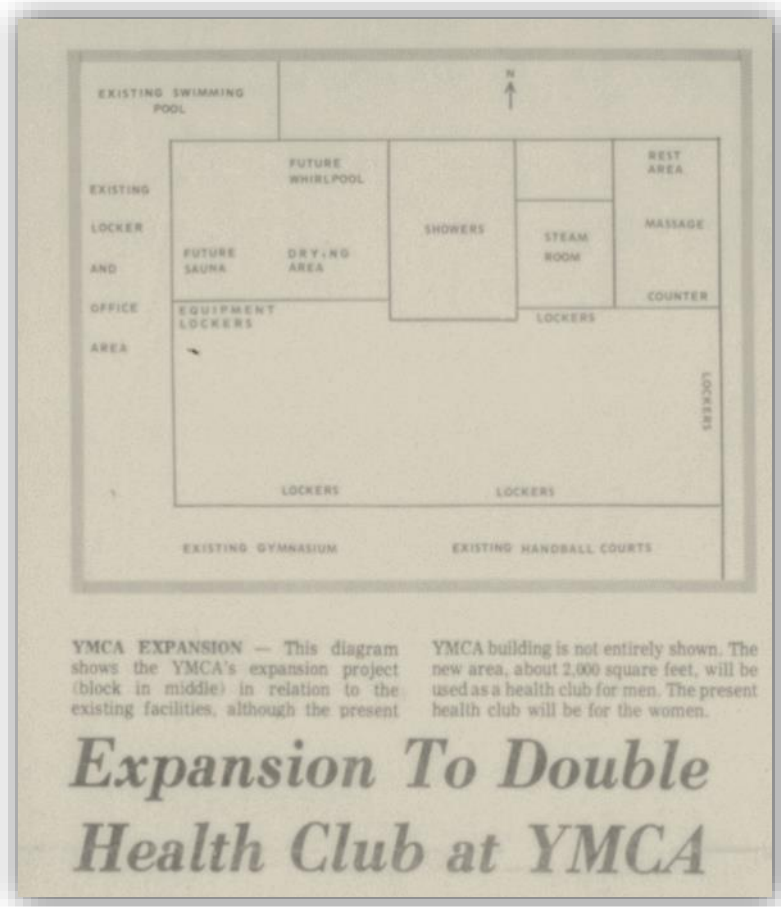 EXISTING SWIMMING
POOL
N
EXISTING
LOCKER
AND
OFFICE
AREA
FUTURE
WHIRLPOOL
FUTURE
SAUNA
DRYING
AREA
SHOWERS
STEAM
ROOM
REST
AREA
MASSAGE
COUNTER
EQUIPMENT
LOCKERS
LOCKERS
LOCKERS
LOCKERS
LOCKERS
EXISTING GYMNASIUM
EXISTING HANDBALL COURTS
YMCA EXPANSION — This diagram
shows the YMCA's expansion project
(block in middle) in relation to the
existing facilities, although the present
YMCA building is not entirely shown. The
new area, about 2,000 square feet, will be
used as a health club for men. The present
health club will be for the women.
Expansion To Double
Health Club at YMCA